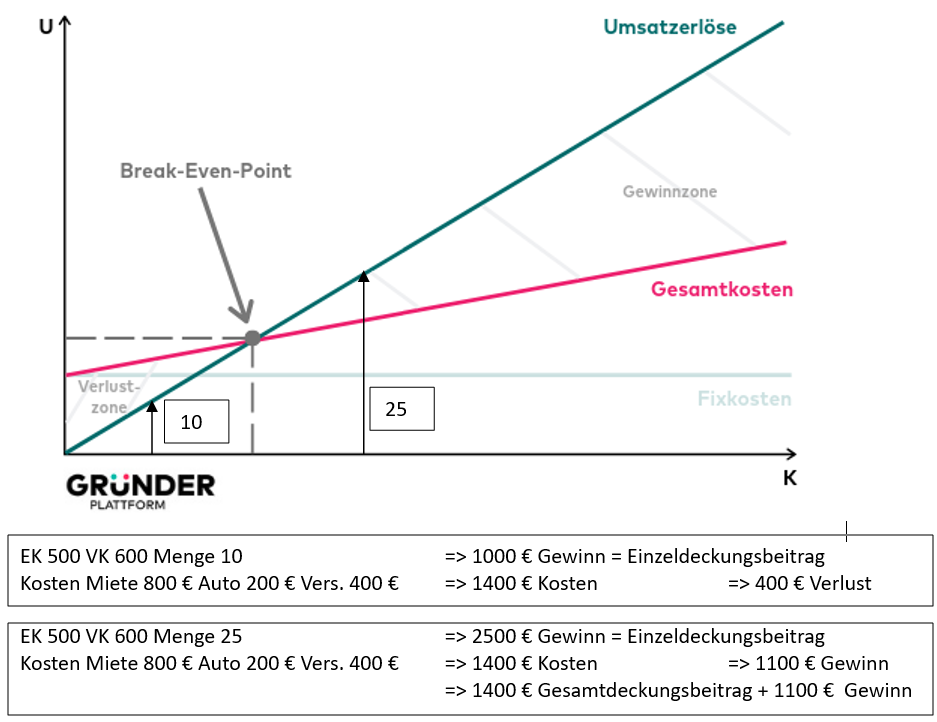 U
Umsatzerlöse
Break-Even-Point
Gewinnzone
Gesamtkosten
Verlust-
zone
Fixkosten
10
25
K
GRÜNDER
PLATTFORM
EK 500 VK 600 Menge 10 => 1000 € Gewinn = Einzeldeckungsbeitrag
Kosten Miete 800 € Auto 200 € Vers. 400 € => 1400 € Kosten => 400 € Verlust
EK 500 VK 600 Menge 25 => 2500 € Gewinn = Einzeldeckungsbeitrag
Kosten Miete 800 € Auto 200 € Vers. 400 € => 1400 € Kosten => 1100 € Gewinn
=> 1400 € Gesamtdeckungsbeitrag + 1100 € Gewinn